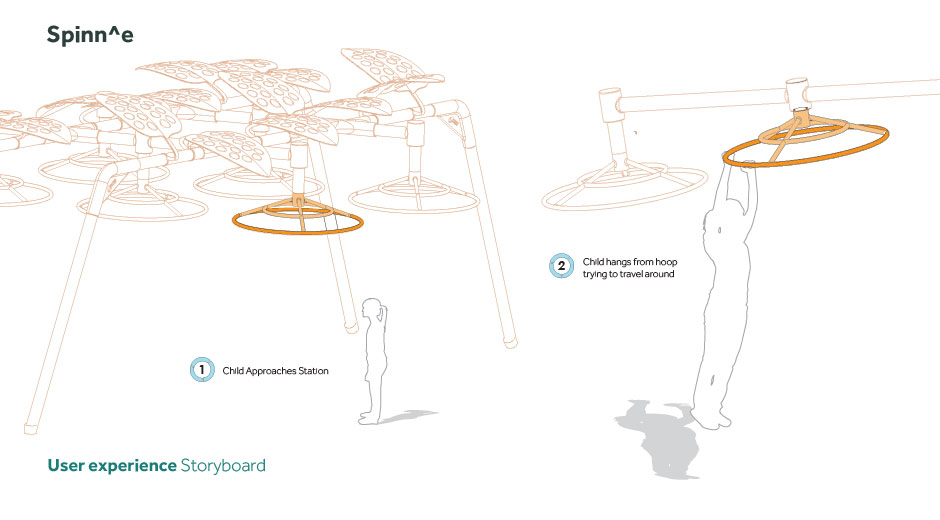 Spinn^e
1
Child Approaches Station
2
Child hangs from hoop
trying to travel around
User experience Storyboard